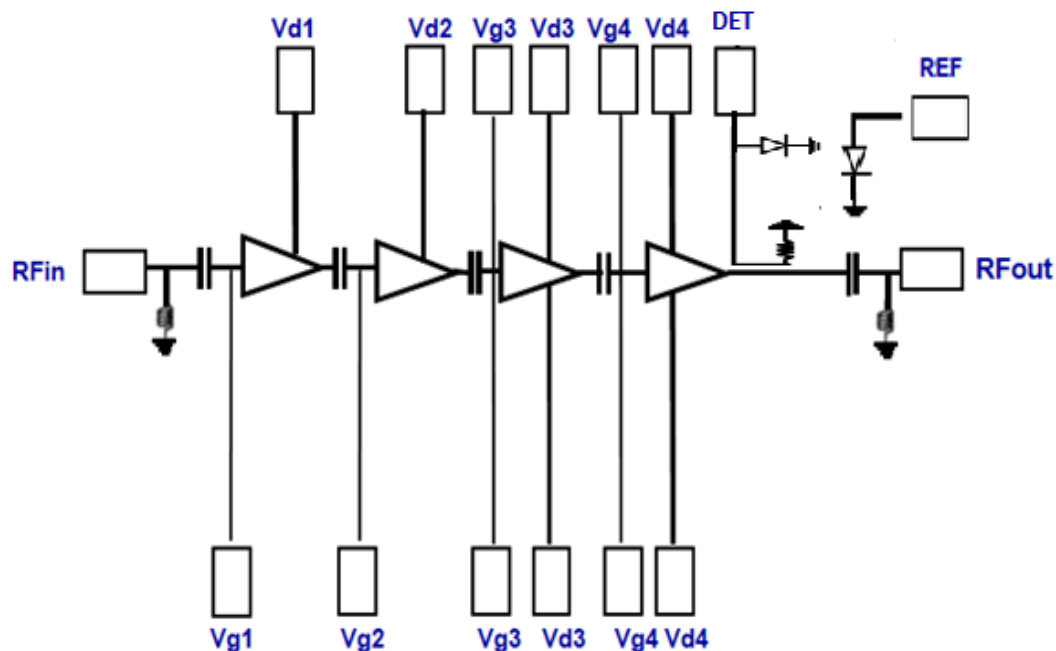 Vd1
Vd2
Vg3
Vd3
Vg4
Vd4
DET
REF
RFin
RFout
Vg1
Vg2
Vg3
Vd3
Vg4
Vd4